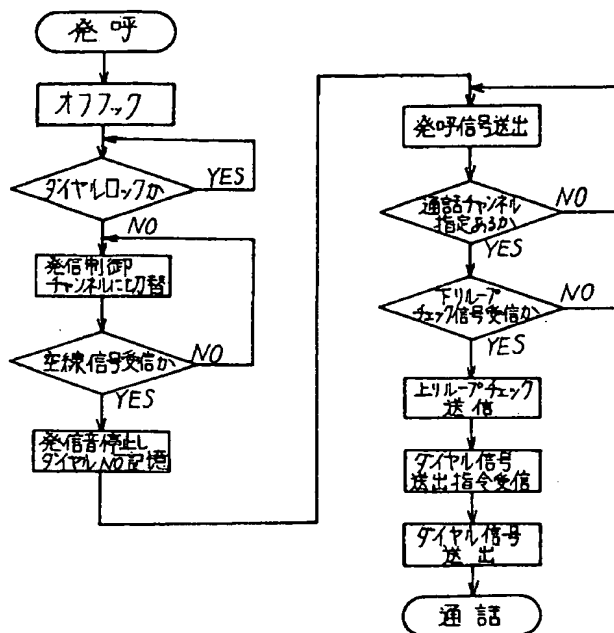 発呼
オフフック
ダイヤルロックか
YES
NO
発信制御
チャンネルに切替
空線信号受信か
NO
YES
発信音停止し
ダイヤルNO記憶
発呼信号送出
通話チャンネル
指定あるか
NO
YES
下りループ
チェック信号受信か
NO
YES
上りループチェック
送信
ダイヤル信号
送出指令受信
ダイヤル信号
送出
通話